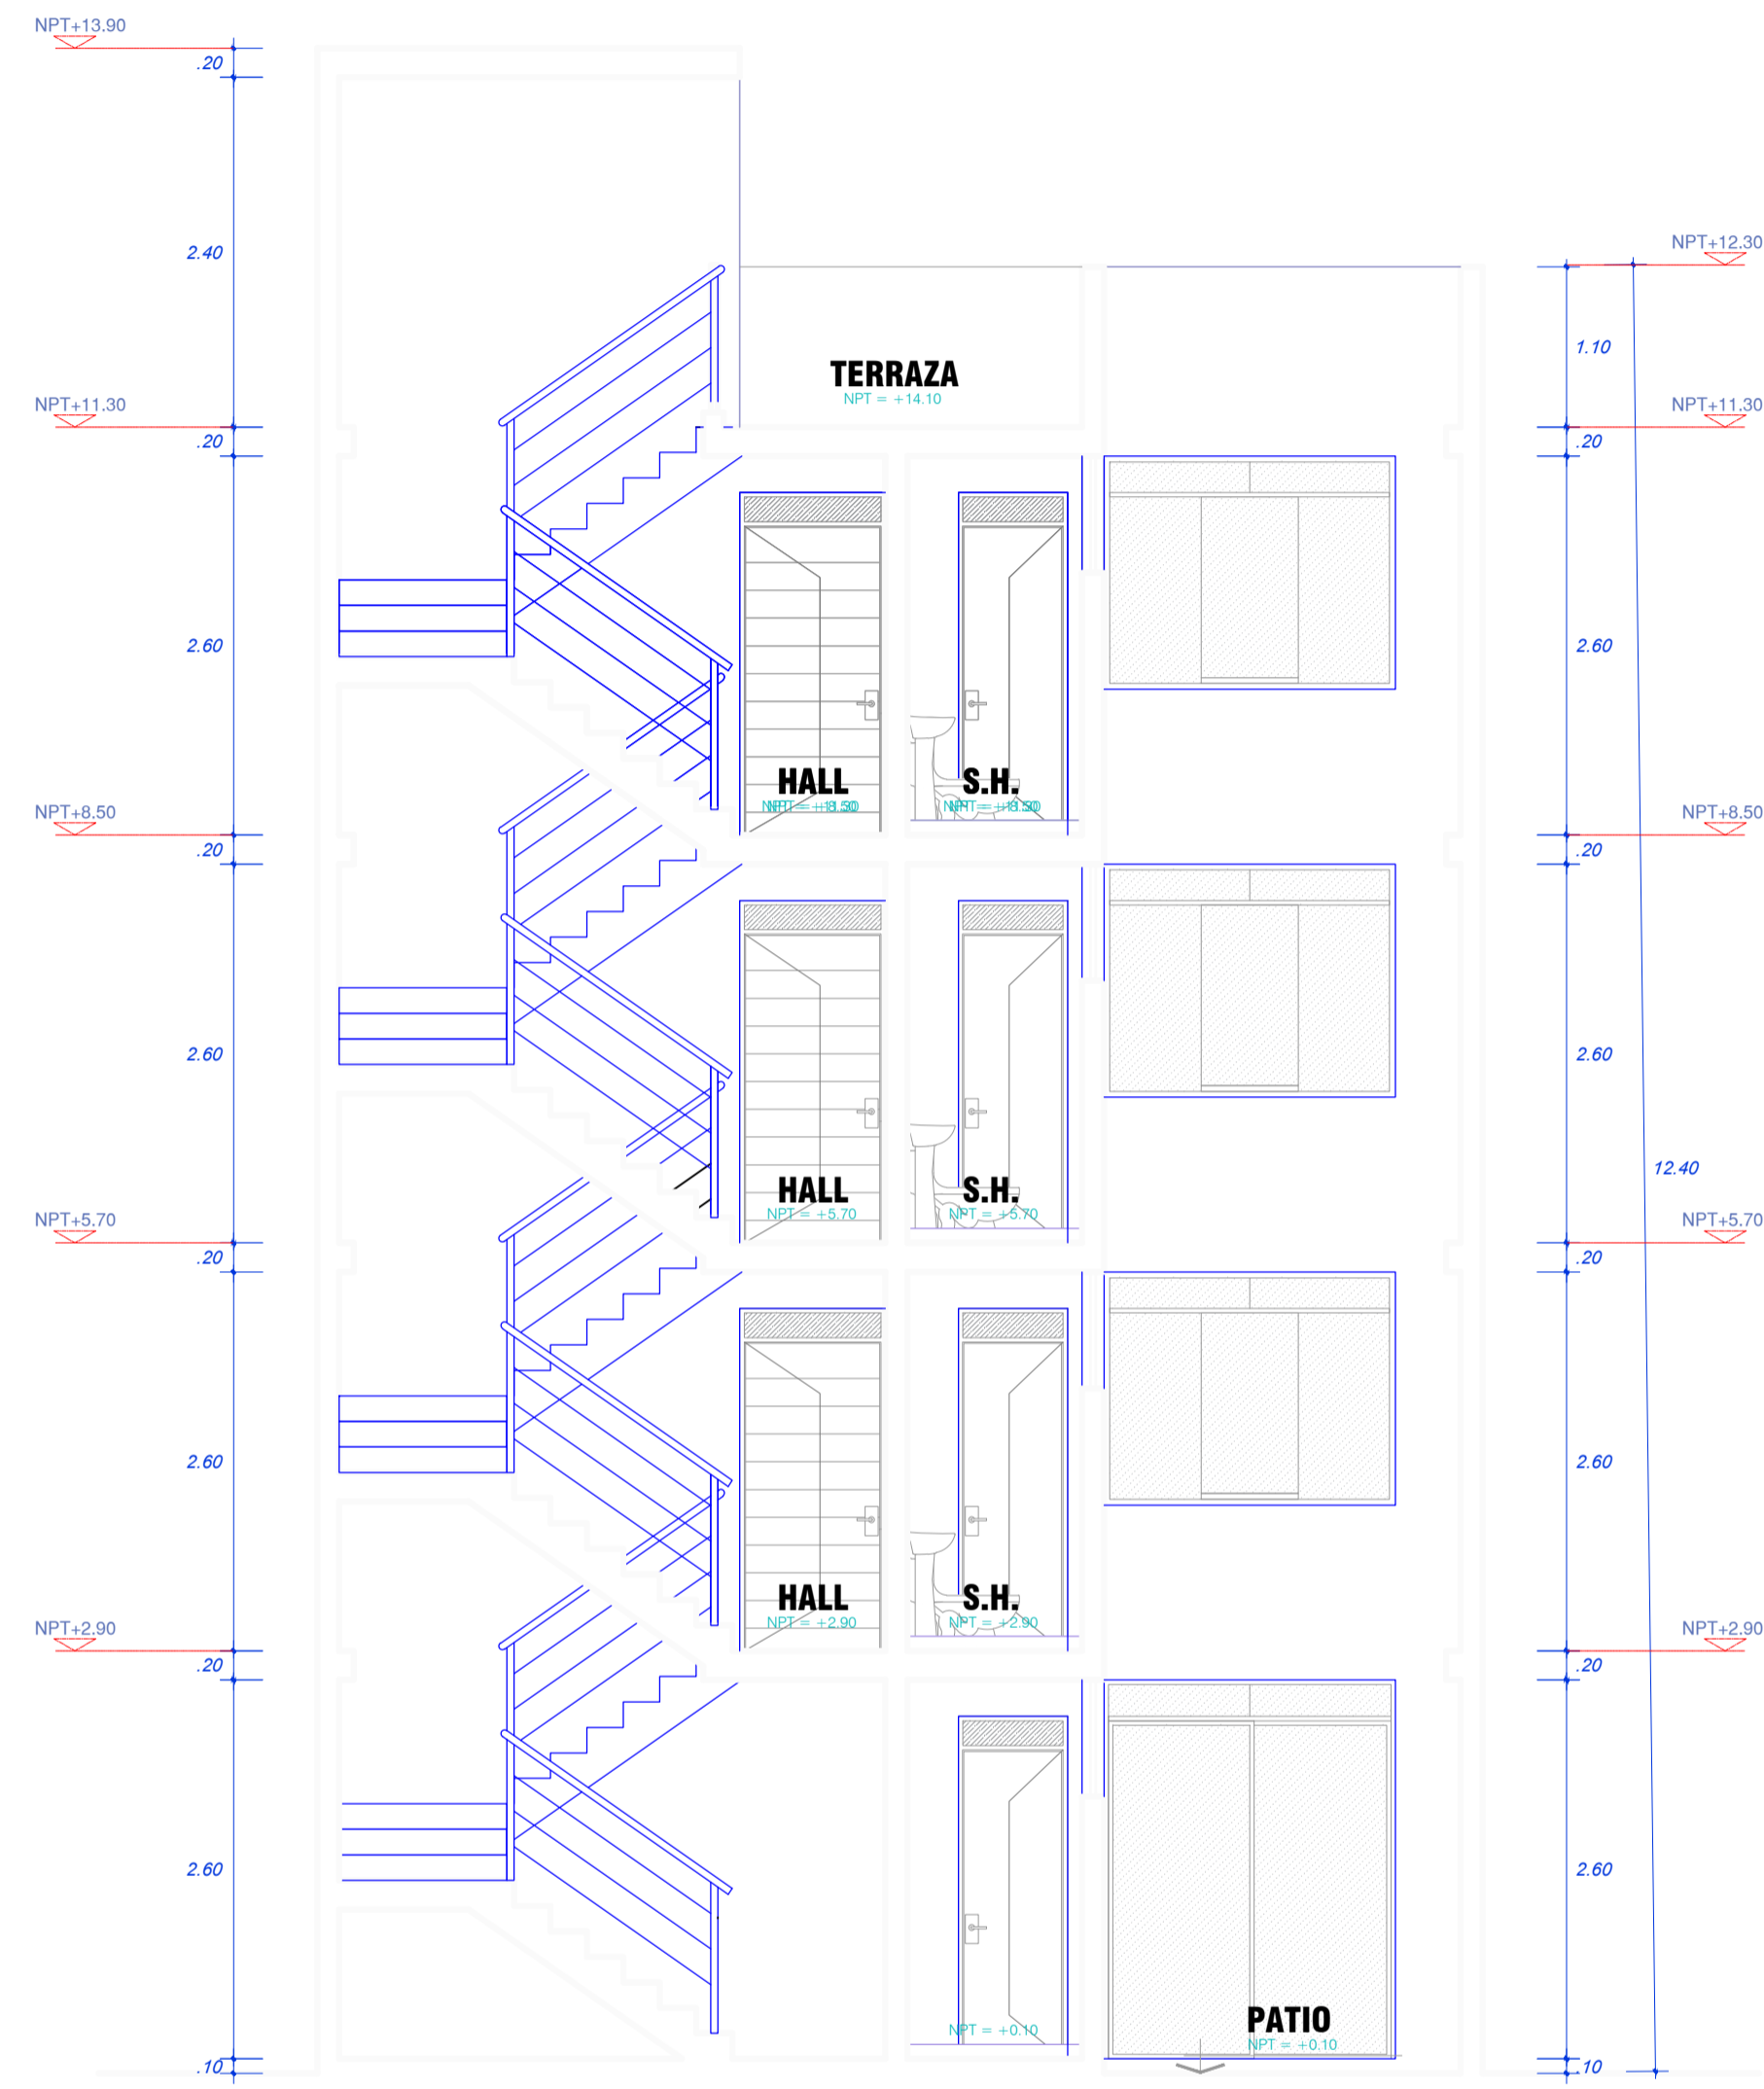 NPT+13.90
.20
2.40
NPT+12.30
1.10
TERRAZA
NPT = +14.10
NPT+11.30
NPT+11.30
.20
.20
2.60
2.60
HALL
S.H.
NPT+8.50
NPT+8.50
.20
.20
2.60
2.60
12.40
HALL
S.H.
NPT = +5.70
NPT = +5.70
NPT+5.70
NPT+5.70
.20
.20
2.60
2.60
HALL
S.H.
NPT = +2.90
NPT = +2.90
NPT+2.90
NPT+2.90
.20
.20
2.60
2.60
PATIO
NPT = +0.10
NPT = +0.10
.10
.10